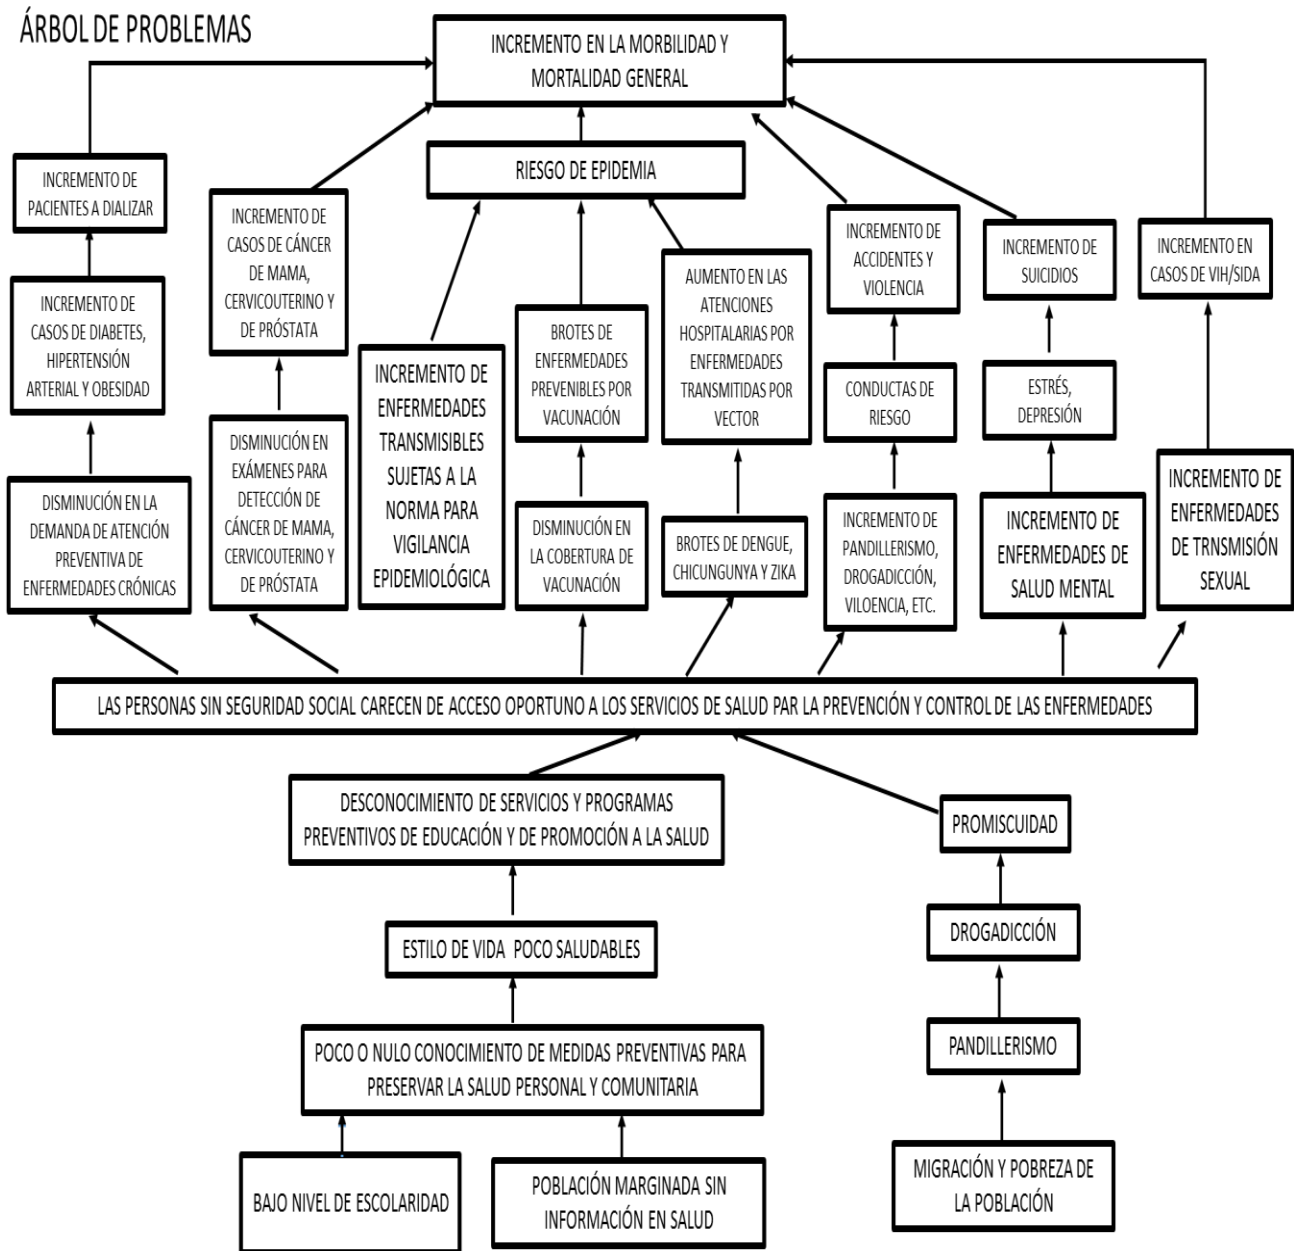 ÁRBOL DE PROBLEMAS
INCREMENTO EN LA MORBILIDAD Y
MORTALIDAD GENERAL
RIESGO DE EPIDEMIA
INCREMENTO DE
PACIENTES A DIALIZAR
INCREMENTO DE
CASOS DE CÁNCER
DE MAMA,
CERVICOUTERINO Y
DE PRÓSTATA
INCREMENTO DE
ACCIDENTES Y
VIOLENCIA
INCREMENTO DE
SUICIDIOS
INCREMENTO EN
CASOS DE VIH/SIDA
INCREMENTO DE
CASOS DE DIABETES,
HIPERTENSIÓN
ARTERIAL Y OBESIDAD
INCREMENTO DE
ENFERMEDADES
TRANSMISIBLES
SUJETAS A LA
NORMA PARA
VIGILANCIA
EPIDEMIOLÓGICA
BROTES DE
ENFERMEDADES
PREVENIBLES POR
VACUNACIÓN
AUMENTO EN LAS
ATENCIONES
HOSPITALARIAS POR
ENFERMEDADES
TRANSMITIDAS POR
VECTOR
CONDUCTAS DE
RIESGO
ESTRÉS,
DEPRESIÓN
DISMINUCIÓN EN LA
DEMANDA DE ATENCIÓN
PREVENTIVA DE
ENFERMEDADES CRÓNICAS
DISMINUCIÓN EN
EXÁMENES PARA
DETECCIÓN DE
CÁNCER DE MAMA,
CERVICOUTERINO Y
DE PRÓSTATA
DISMINUCIÓN EN
LA COBERTURA DE
VACUNACIÓN
BROTES DE DENGUE,
CHICUNGUNYA Y ZIKA
INCREMENTO DE
PANDILLERISMO,
DROGADICCIÓN,
VILOENCIA, ETC.
INCREMENTO DE
ENFERMEDADES DE
SALUD MENTAL
INCREMENTO DE
ENFERMEDADES
DE TRNSMISIÓN
SEXUAL
LAS PERSONAS SIN SEGURIDAD SOCIAL CARECEN DE ACCESO OPORTUNO A LOS SERVICIOS DE SALUD PAR LA PREVENCIÓN Y CONTROL DE LAS ENFERMEDADES
DESCONOCIMIENTO DE SERVICIOS Y PROGRAMAS
PREVENTIVOS DE EDUCACIÓN Y DE PROMOCIÓN A LA SALUD
PROMISCUIDAD
ESTILO DE VIDA POCO SALUDABLES
DROGADICCIÓN
POCO O NULO CONOCIMIENTO DE MEDIDAS PREVENTIVAS PARA
PRESERVAR LA SALUD PERSONAL Y COMUNITARIA
PANDILLERISMO
BAJO NIVEL DE ESCOLARIDAD
POBLACIÓN MARGINADA SIN
INFORMACIÓN EN SALUD
MIGRACIÓN Y POBREZA DE
LA POBLACIÓN